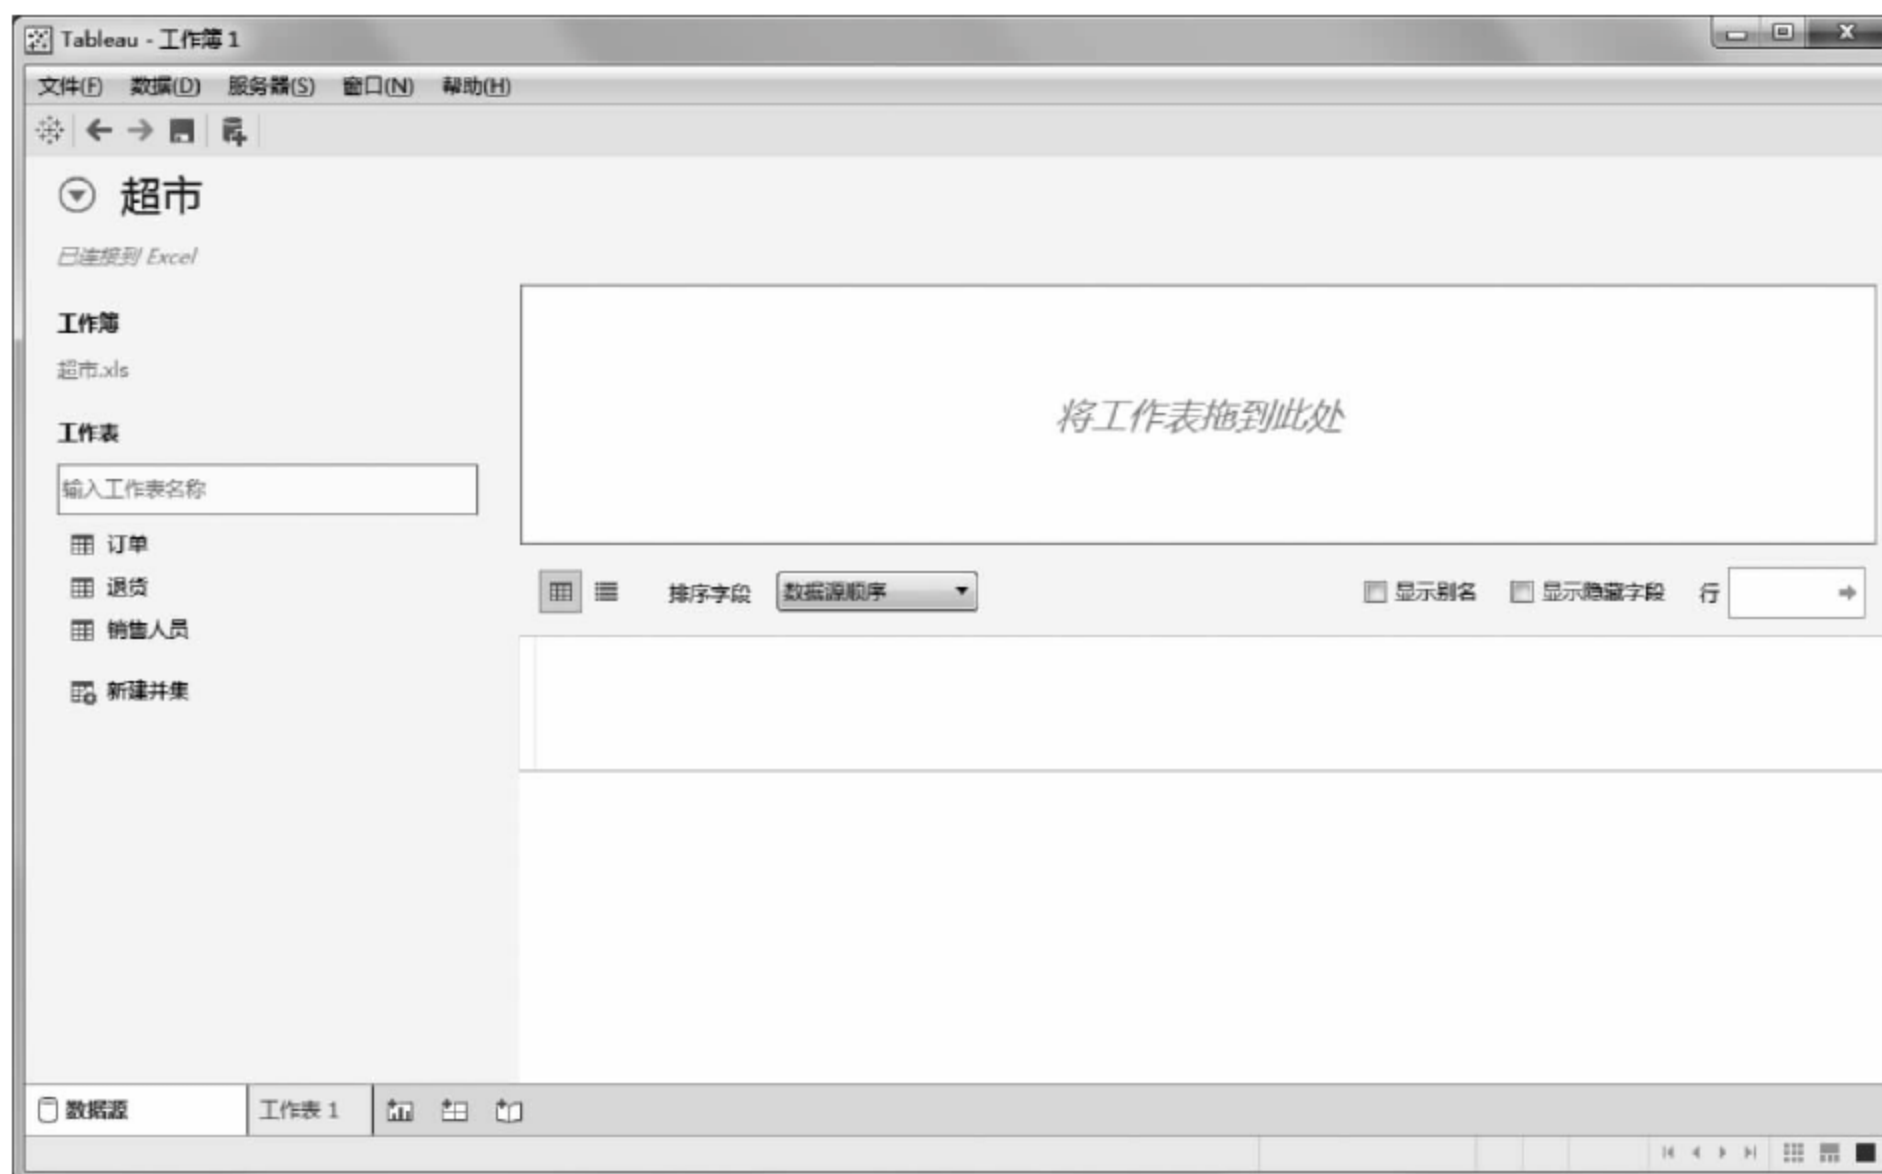 Tableau - 工作簿 1
文件(F) 数据(D) 服务器(S) 窗口(N) 帮助(H)
超市
已连接到 Excel
工作簿
超市.xls
工作表
输入工作表名称
订单
退货
销售人员
新建并集
将工作表拖到此处
排序字段 数据源顺序 显示别名 显示隐藏字段 行
数据源 工作表 1